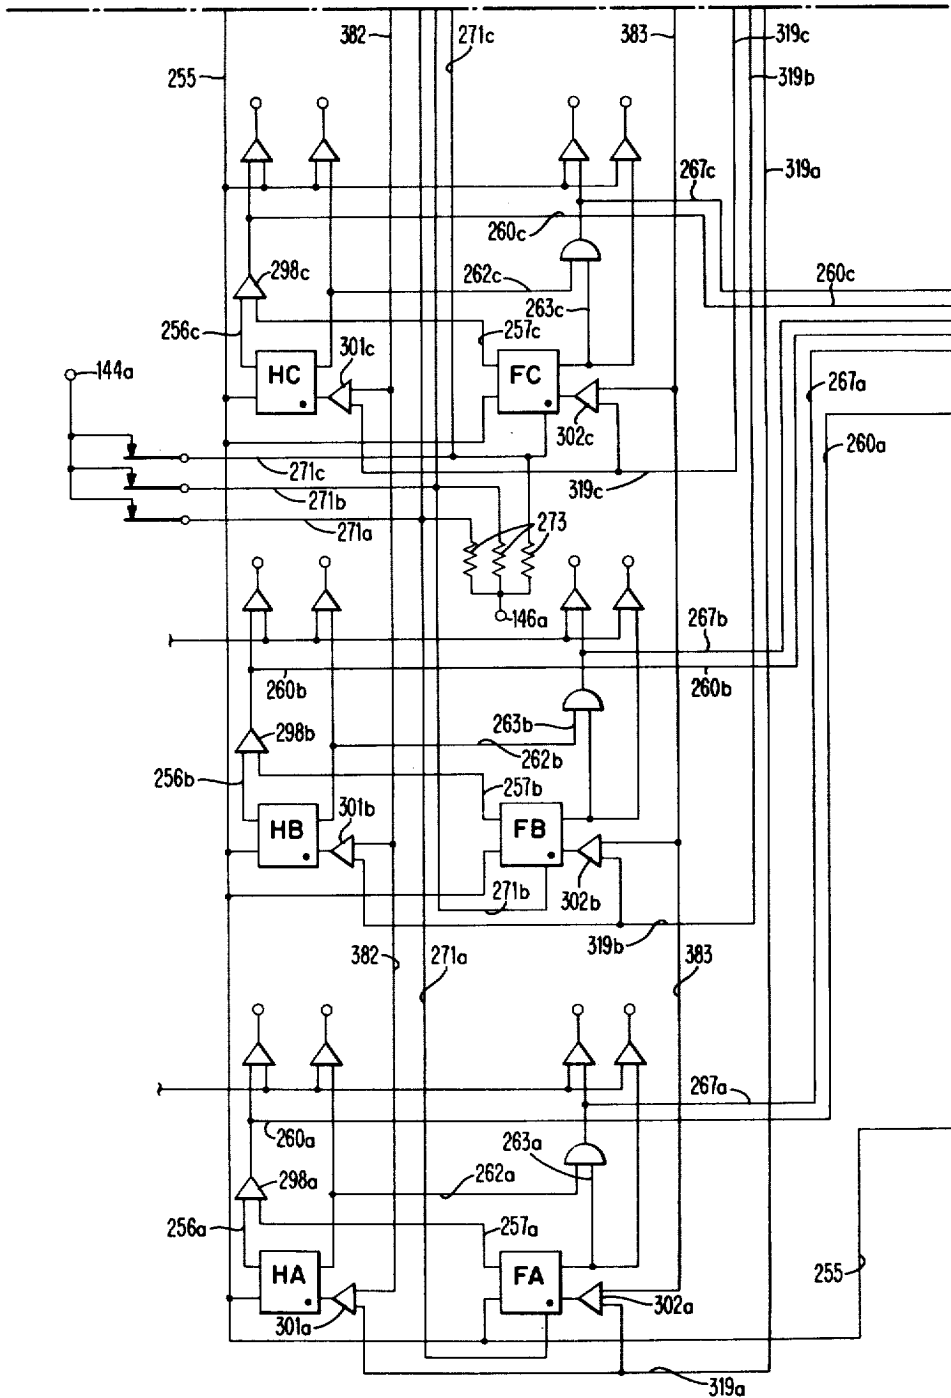 382
271c
383
319c
255
319b
319a
267c
260c
298c
262c
260c
263c
256c
257c
301c
144a
HC
FC
267a
302c
260a
271c
319c
271b
271a
273
146a
267b
260b
260b
263b
298b
262b
256b
257b
301b
HB
FB
302b
271b
319b
382
271a
383
267a
260a
263a
298a
262a
256a
257a
255
HA
FA
302a
301a
319a